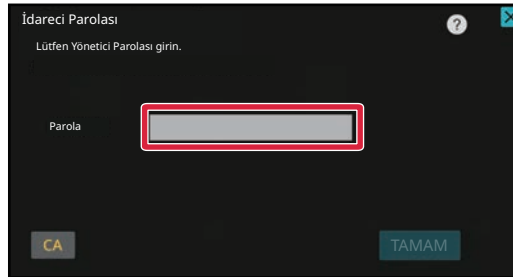 İdareci Parolası
?
Lütfen Yönetici Parolası girin.
Parola
CA
TAMAM